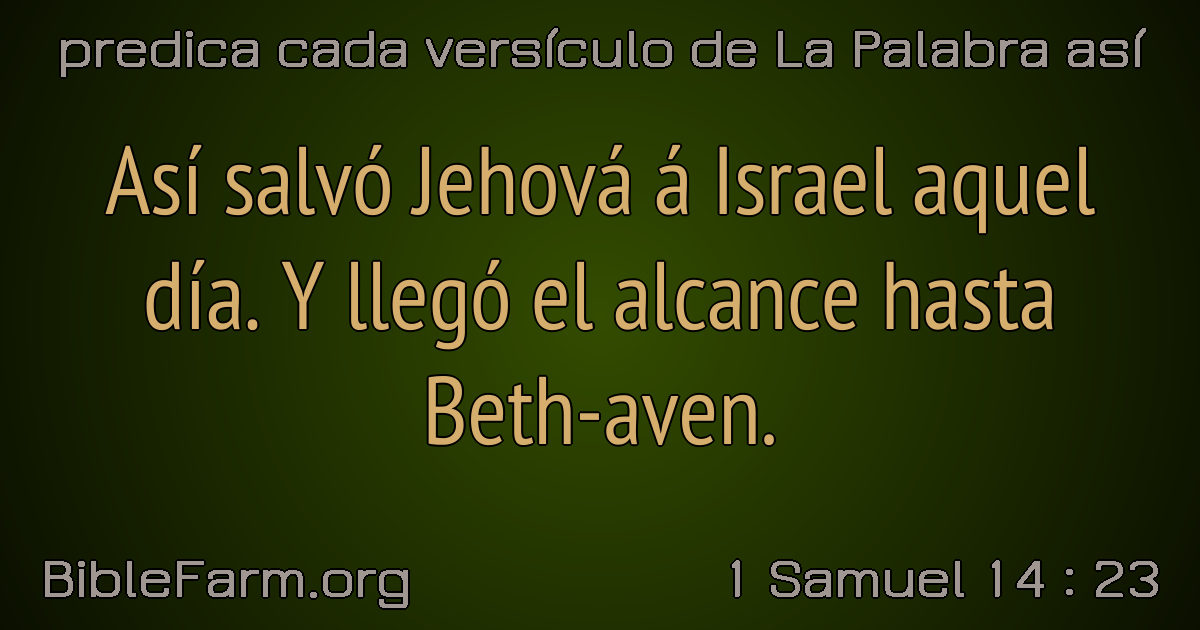 predica cada versículo de La Palabra así
Así salvó Jehová á Israel aquel
día. Y llegó el alcance hasta
Beth-aven.
BibleFarm.org
1 Samuel 14 : 23